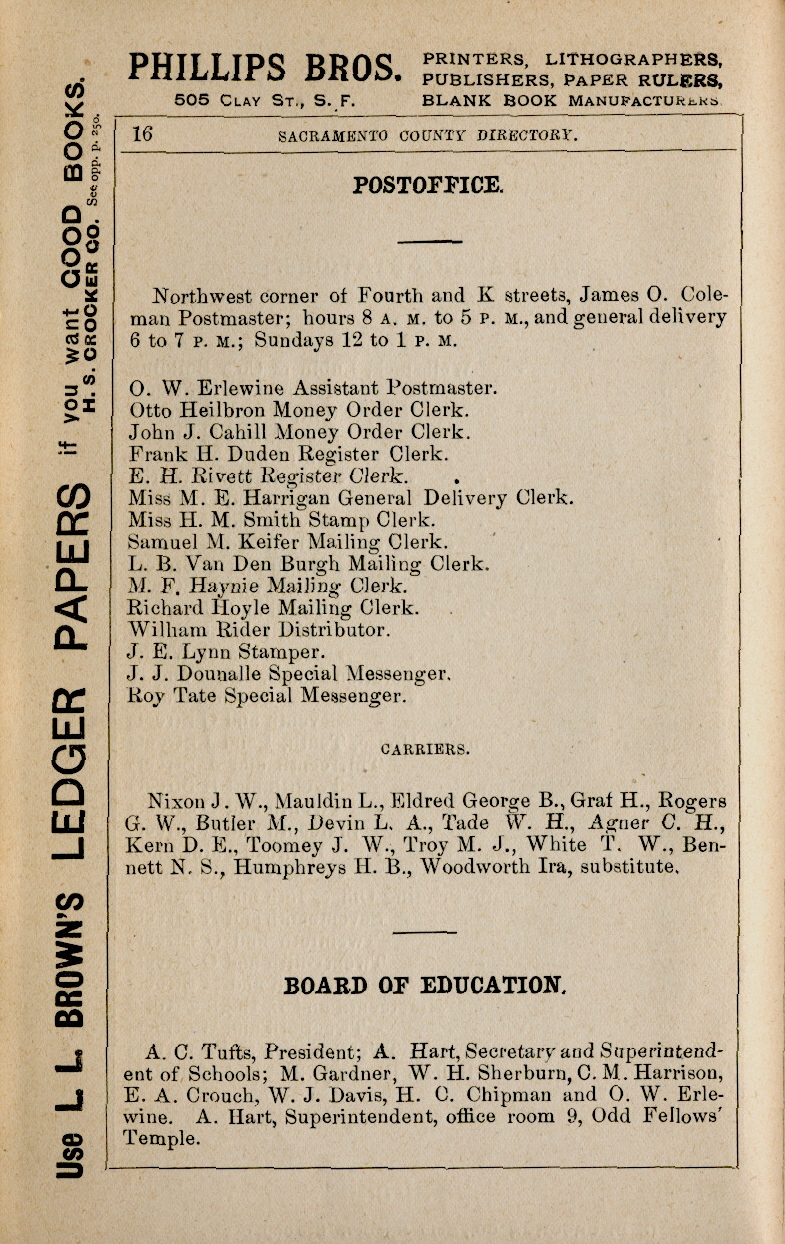 PHILLIPS BROS.
505 CLAY ST., S. F.
PRINTERS, LITHOGRAPHERS,
PUBLISHERS, PAPER RULERS,
BLANK BOOK MANUFACTURERS
16
SACRAMENTO COUNTY DIRECTORY.
POSTOFFICE.
Northwest corner of Fourth and K streets, James O. Cole-
man Postmaster; hours 8 A. M. to 5 P. M., and general delivery
6 to 7 P. M.; Sundays 12 to 1 P. M.
O. W. Erlewine Assistant Postmaster.
Otto Heilbron Money Order Clerk.
John J. Cahill Money Order Clerk.
Frank H. Duden Register Clerk.
E. H. Rivett Register Clerk.
Miss M. E. Harrigan General Delivery Clerk.
Miss H. M. Smith Stamp Clerk.
Samuel M. Keifer Mailing Clerk.
L. B. Van Den Burgh Mailing Clerk.
M. F. Haynie Mailing Clerk.
Richard Hoyle Mailing Clerk.
William Rider Distributor.
J. E. Lynn Stamper.
J. J. Dounalle Special Messenger.
Roy Tate Special Messenger.
CARRIERS.
Nixon J. W., Mauldin L., Eldred George B., Graf H., Rogers
G. W., Butler M., Devin L. A., Tade W. H., Agner C. H.,
Kern D. E., Toomey J. W., Troy M. J., White T. W., Ben-
nett N. S., Humphreys H. B., Woodworth Ira, substitute.
BOARD OF EDUCATION.
A. C. Tufts, President; A. Hart, Secretary and Superintend-
ent of Schools; M. Gardner, W. H. Sherburn, C. M. Harrison,
E. A. Crouch, W. J. Davis, H. C. Chipman and O. W. Erle-
wine. A. Hart, Superintendent, office room 9, Odd Fellows'
Temple.
Use L. L. BROWN'S LEDGER PAPERS if you want GOOD BOOKS.
H. S. CROCKER CO. See opp. p. 250.